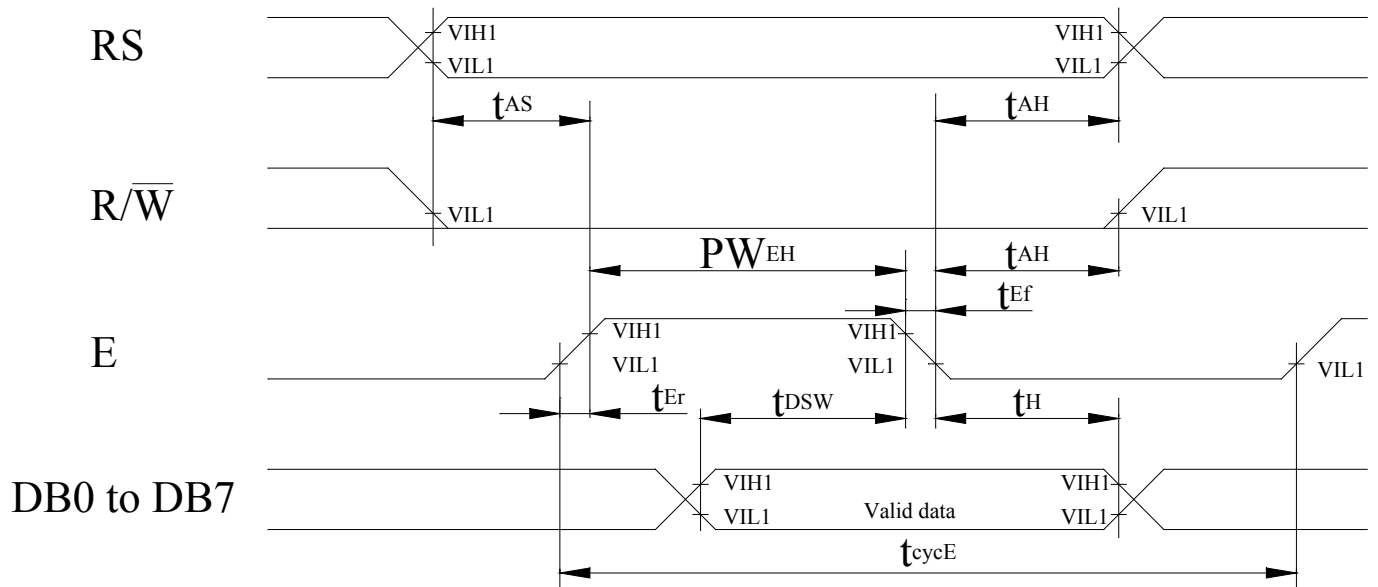 RS
VIH1
VIH1
VIL1
VIL1
tAS
tAH
R/W̅
VIL1
VIL1
PWEH
tAH
tEf
E
VIH1
VIH1
VIL1
VIL1
VIL1
tEr
tDSW
tH
DB0 to DB7
VIH1
VIH1
VIL1
Valid data
VIL1
tcycE